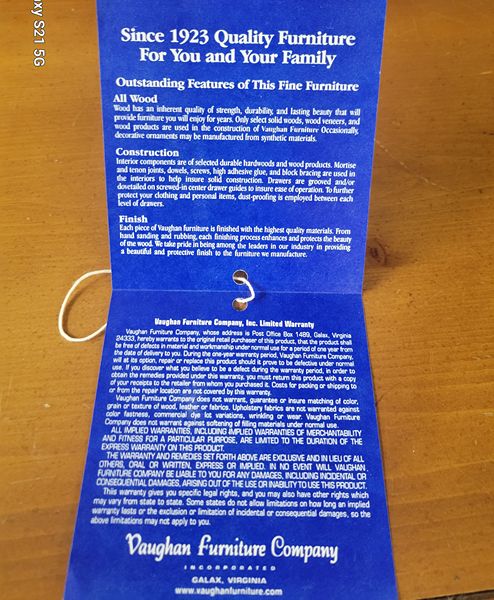 xy S21 5G
Since 1923 Quality Furniture
For You and Your Family
Outstanding Features of This Fine Furniture
All Wood
Wood has an inherent quality of strength, durability, and lasting beauty that will
provide furniture you will enjoy for years. Only select solid woods, wood veneers, and
wood products are used in the construction of Vaughan Furniture Occasionally,
decorative ornaments may be manufactured from synthetic materials.
Construction
Interior components are of selected durable hardwoods and wood products. Mortise
and tenon joints, dowels, screws, high adhesive glue, and block bracing are used in
the interiors to help insure solid construction. Drawers are grooved and/or
dovetailed on screwed-in center drawer guides to insure ease of operation. To further
protect your clothing and personal items, dust-proofing is employed between each
level of drawers.
Finish
Each piece of Vaughan furniture is finished with the highest quality materials. From
hand sanding and rubbing, each finishing process enhances and protects the beauty
of the wood. We take pride in being among the leaders in our industry in providing
a beautiful and protective finish to the furniture we manufacture.
Vaughan Furniture Company, Inc. Limited Warranty
Vaughan Furniture Company, whose address is Post Office Box 1489, Galax, Virginia
24333, hereby warrants to the original retail purchaser of this product, that the product shall
be free of defects in material and workmanship under normal use for a period of one year from
the date of delivery to you. During the one-year warranty period, Vaughan Furniture Company,
will at its option, repair or replace this product should it prove to be defective under normal
use. If you discover what you believe to be a defect during the warranty period, in order to
obtain the remedies provided under this warranty, you must return this product with a copy
of your receipts to the retailer from whom you purchased it. Costs for packing or shipping to
or from the repair location are not covered by this warranty.
Vaughan Furniture Company does not warrant, guarantee or insure matching of color,
grain or texture of wood, leather or fabrics. Upholstery fabrics are not warranted against
color fastness, commercial dye lot variations, wrinkling or wear. Vaughan Furniture
Company does not warrant against softening of filling materials under normal use.
ALL IMPLIED WARRANTIES, INCLUDING IMPLIED WARRANTIES OF MERCHANTABILITY
AND FITNESS FOR A PARTICULAR PURPOSE, ARE LIMITED TO THE DURATION OF THE
EXPRESS WARRANTY ON THIS PRODUCT.
THE WARRANTY AND REMEDIES SET FORTH ABOVE ARE EXCLUSIVE AND IN LIEU OF ALL
OTHERS, ORAL OR WRITTEN, EXPRESS OR IMPLIED. IN NO EVENT WILL VAUGHAN
FURNITURE COMPANY BE LIABLE TO YOU FOR ANY DAMAGES, INCLUDING INCIDENTAL OR
CONSEQUENTIAL DAMAGES, ARISING OUT OF THE USE OR INABILITY TO USE THIS PRODUCT.
This warranty gives you specific legal rights, and you may also have other rights which
may vary from state to state. Some states do not allow limitations on how long an implied
warranty lasts or the exclusion or limitation of incidental or consequential damages, so the
above limitations may not apply to you.
Vaughan Furniture Company
INCORPORATED
GALAX, VIRGINIA
www.vaughanfurniture.com